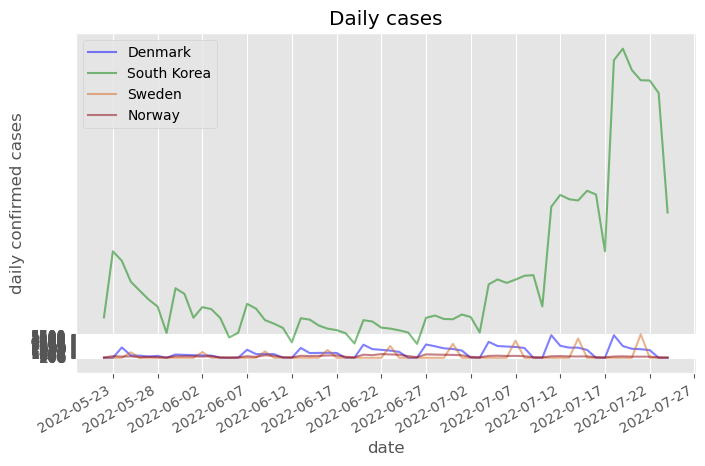 Daily cases
Denmark
South Korea
Sweden
Norway
daily confirmed cases
2022-05-23
2022-05-28
2022-06-02
2022-06-07
2022-06-12
2022-06-17
2022-06-22
2022-06-27
2022-07-02
2022-07-07
2022-07-12
2022-07-17
2022-07-22
2022-07-27
date